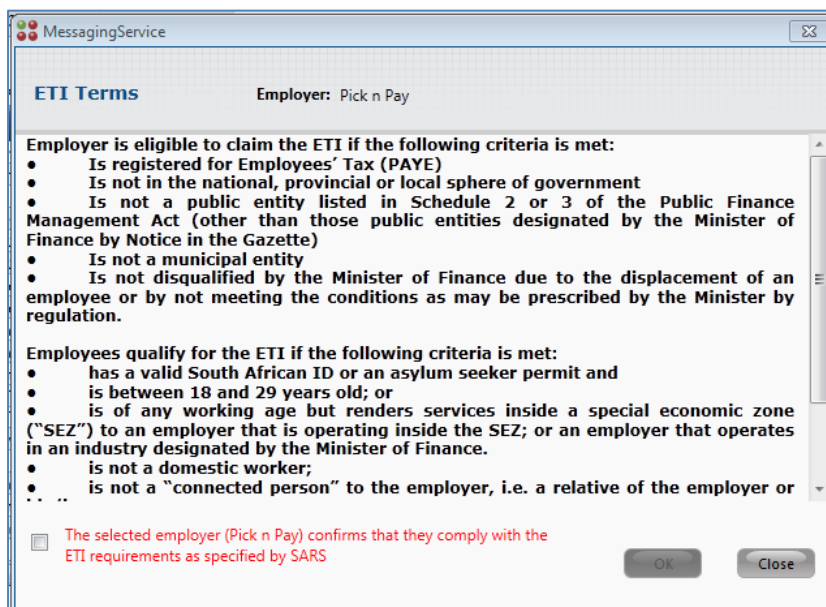 MessagingService
ETI Terms Employer: Pick n Pay
Employer is eligible to claim the ETI if the following criteria is met:
● Is registered for Employees’ Tax (PAYE)
● Is not in the national, provincial or local sphere of government
● Is not a public entity listed in Schedule 2 or 3 of the Public Finance
Management Act (other than those public entities designated by the Minister of
Finance by Notice in the Gazette)
● Is not a municipal entity
● Is not disqualified by the Minister of Finance due to the displacement of an
employee or by not meeting the conditions as may be prescribed by the Minister by
regulation.
Employees qualify for the ETI if the following criteria is met:
● has a valid South African ID or an asylum seeker permit and
● is between 18 and 29 years old; or
● is of any working age but renders services inside a special economic zone
(“SEZ”) to an employer that is operating inside the SEZ; or an employer that operates
in an industry designated by the Minister of Finance.
● is not a domestic worker;
● is not a “connected person” to the employer, i.e. a relative of the employer or
The selected employer (Pick n Pay) confirms that they comply with the
ETI requirements as specified by SARS
OK Close